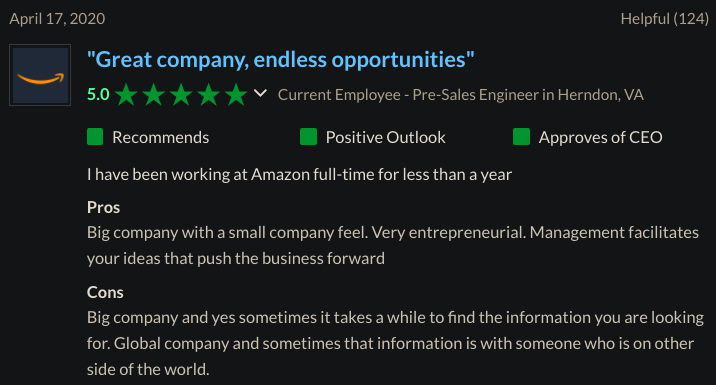 April 17, 2020 Helpful (124)
"Great company, endless opportunities"
5.0 Current Employee - Pre-Sales Engineer in Herndon, VA
Recommends Positive Outlook Approves of CEO
I have been working at Amazon full-time for less than a year
Pros
Big company with a small company feel. Very entrepreneurial. Management facilitates
your ideas that push the business forward
Cons
Big company and yes sometimes it takes a while to find the information you are looking
for. Global company and sometimes that information is with someone who is on other
side of the world.